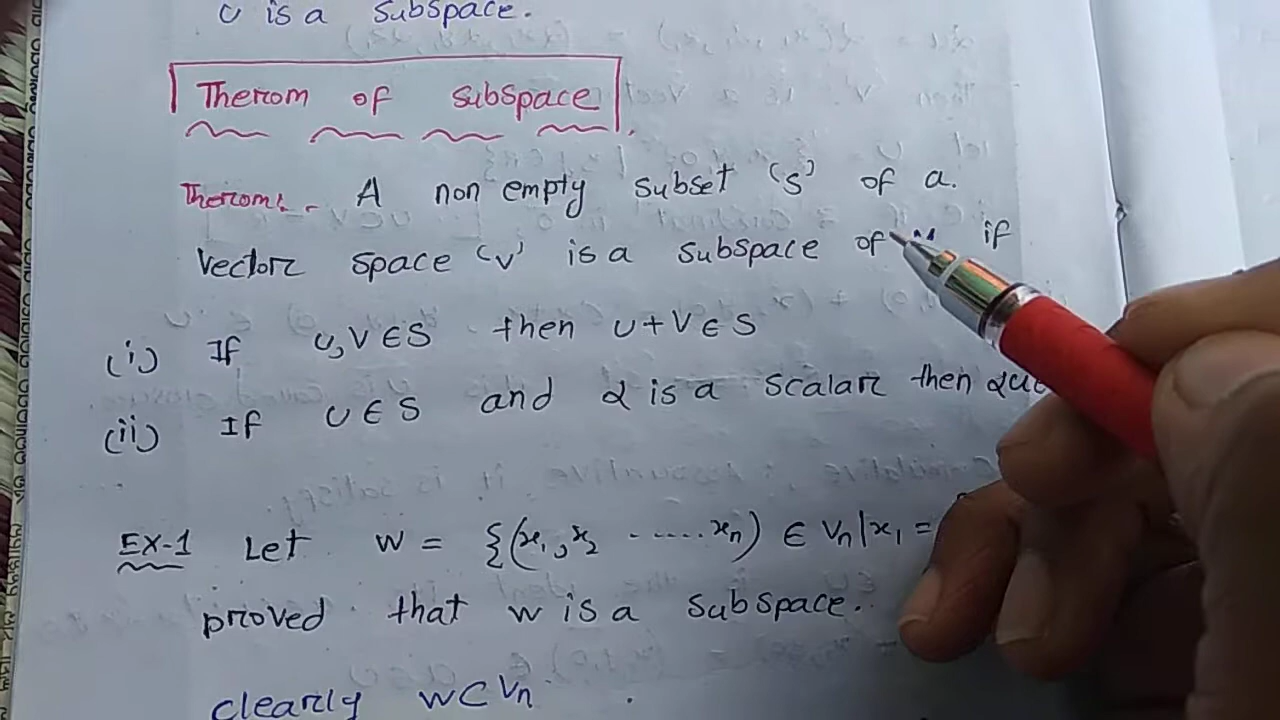 U is a subspace.
Therom of subspace
Therom:- A non empty subset 'S' of a.
Vector space 'V' is a subspace of if
(i) If U,V∈S then U+V∈S
(ii) If U∈S and α is a scalar then
EX-1 Let W = {(x₁,x₂ ......xₙ) ∈ Vₙ|x₁ =
proved that W is a subspace.
clearly W⊂Vₙ